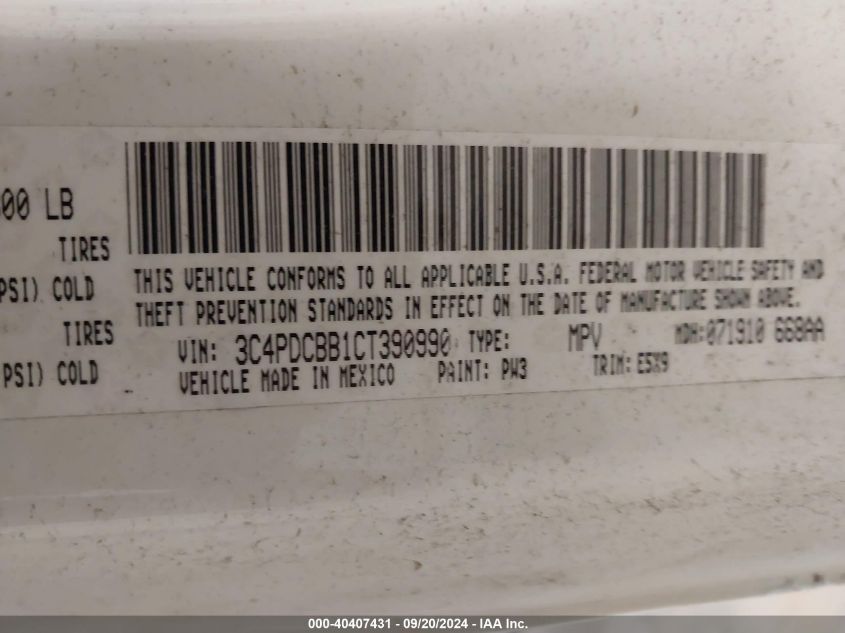 00 LB
TIRES
PSI) COLD
TIRES
PSI) COLD
THIS VEHICLE CONFORMS TO ALL APPLICABLE U.S.A. FEDERAL MOTOR VEHICLE SAFETY AND
THEFT PREVENTION STANDARDS IN EFFECT ON THE DATE OF MANUFACTURE SHOWN ABOVE.
VIN: 3C4PDCBB1CT390990 TYPE: MPV MDH:071910 668AA
VEHICLE MADE IN MEXICO PAINT: PW3 TRIM: E5X9
000-40407431 - 09/20/2024 - IAA Inc.